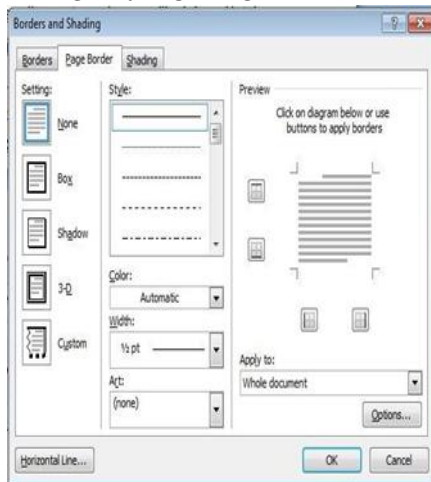 Borders and Shading
Borders Page Border Shading
Setting:
None
Box
Shadow
3-D
Custom
Style:
Color:
Automatic
Width:
½ pt
Art:
(none)
Preview
Click on diagram below or use
buttons to apply borders
Apply to:
Whole document
Options...
Horizontal Line...
OK Cancel